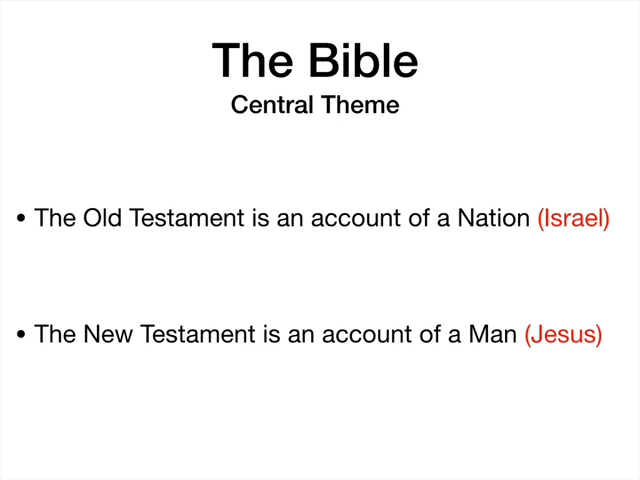 The Bible
Central Theme
• The Old Testament is an account of a Nation (Israel)
• The New Testament is an account of a Man (Jesus)